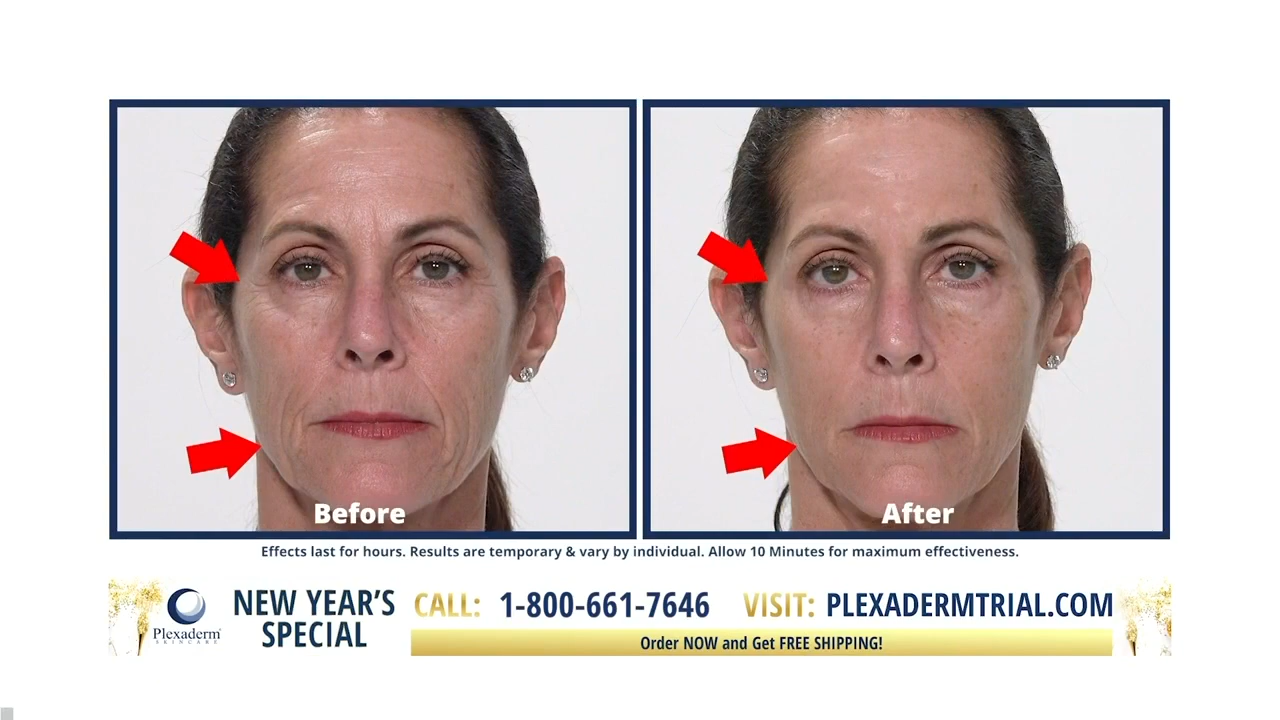 Before
After
Effects last for hours. Results are temporary & vary by individual. Allow 10 Minutes for maximum effectiveness.
Plexaderm
SKINCARE
NEW YEAR'S
SPECIAL
CALL: 1-800-661-7646 VISIT: PLEXADERMTRIAL.COM
Order NOW and Get FREE SHIPPING!